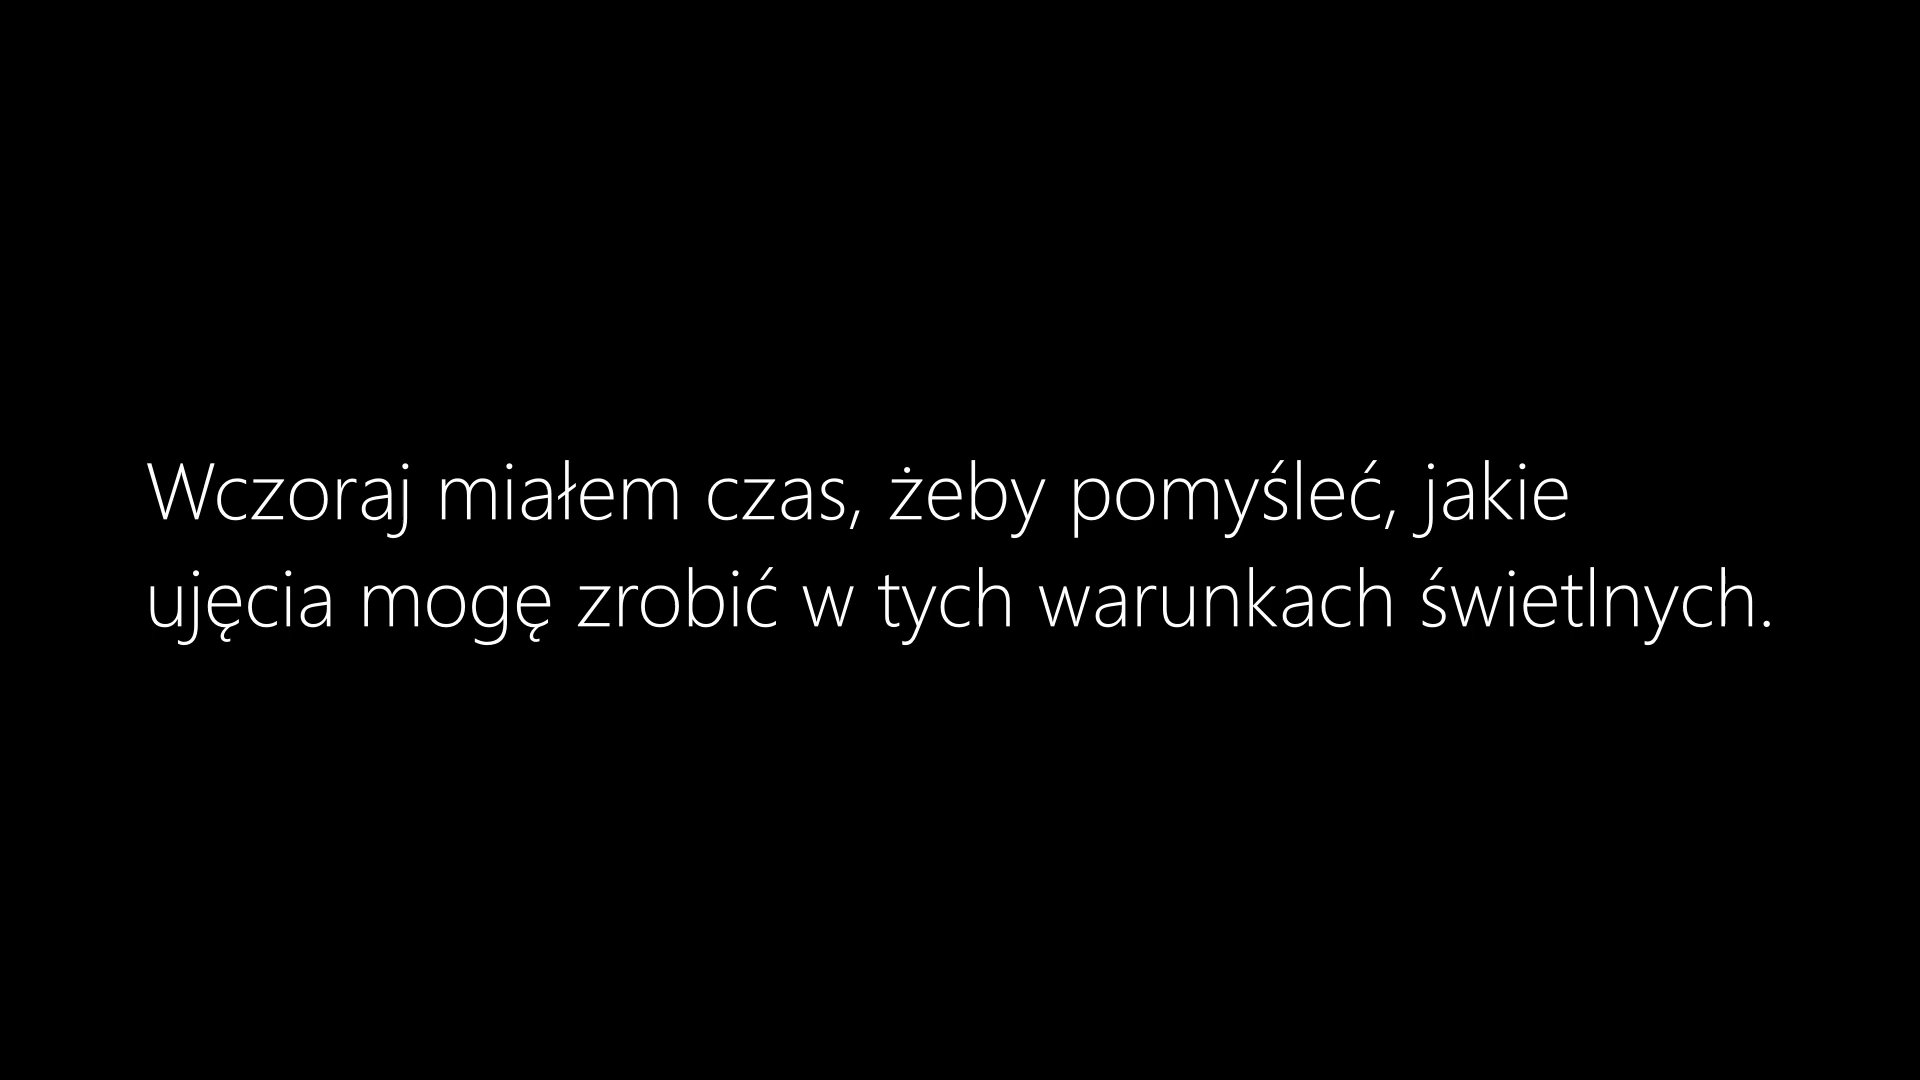 Wczoraj miałem czas, żeby pomyśleć, jakie
ujęcia mogę zrobić w tych warunkach świetlnych.